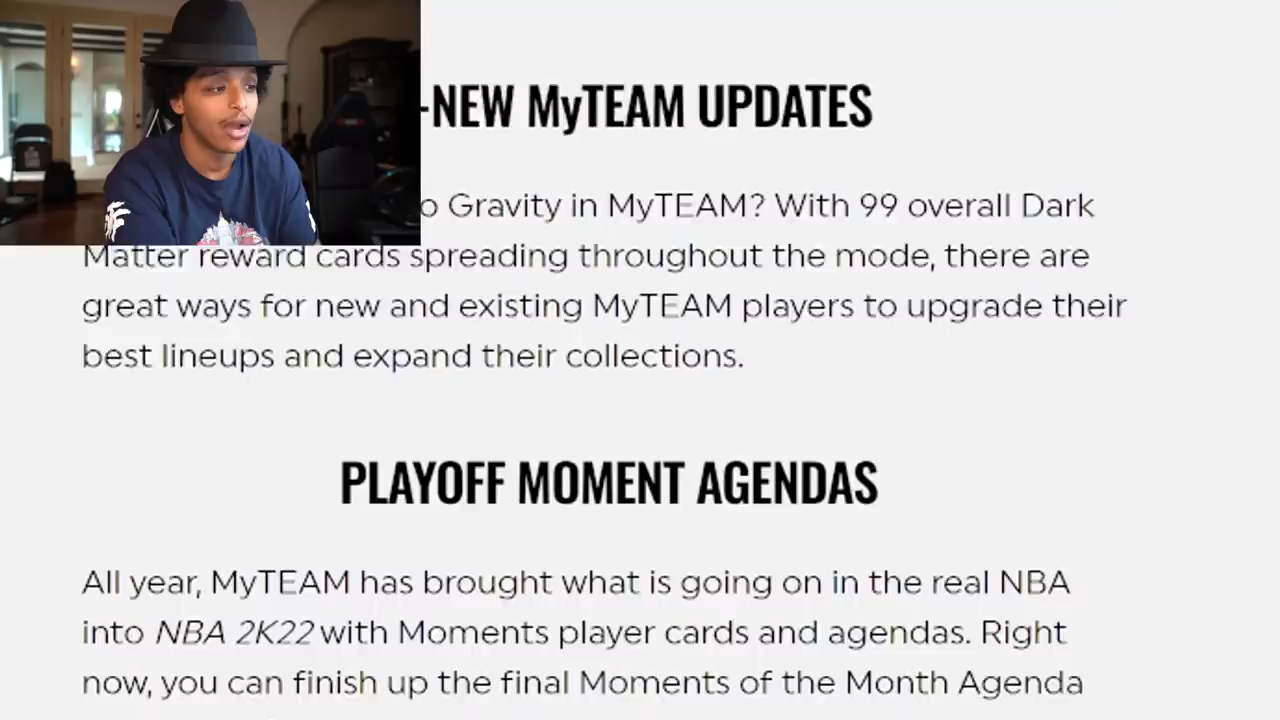 -NEW MyTEAM UPDATES
o Gravity in MyTEAM? With 99 overall Dark
Matter reward cards spreading throughout the mode, there are
great ways for new and existing MyTEAM players to upgrade their
best lineups and expand their collections.
PLAYOFF MOMENT AGENDAS
All year, MyTEAM has brought what is going on in the real NBA
into NBA 2K22 with Moments player cards and agendas. Right
now, you can finish up the final Moments of the Month Agenda